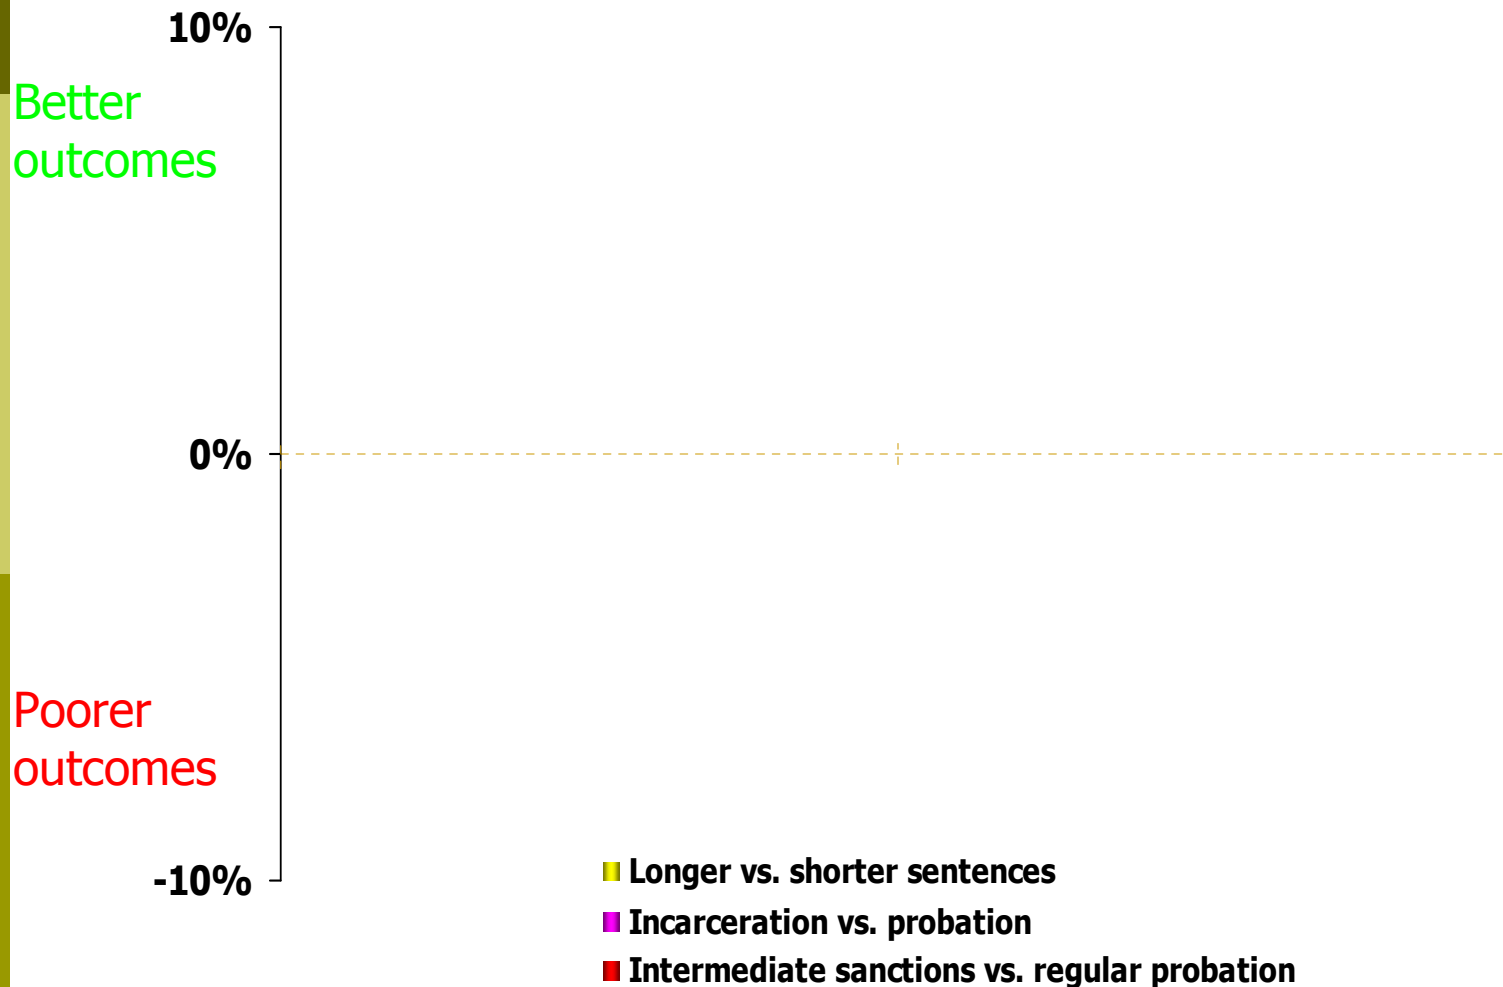 10%
Better
outcomes
0%
Poorer
outcomes
-10%
Longer vs. shorter sentences
Incarceration vs. probation
Intermediate sanctions vs. regular probation